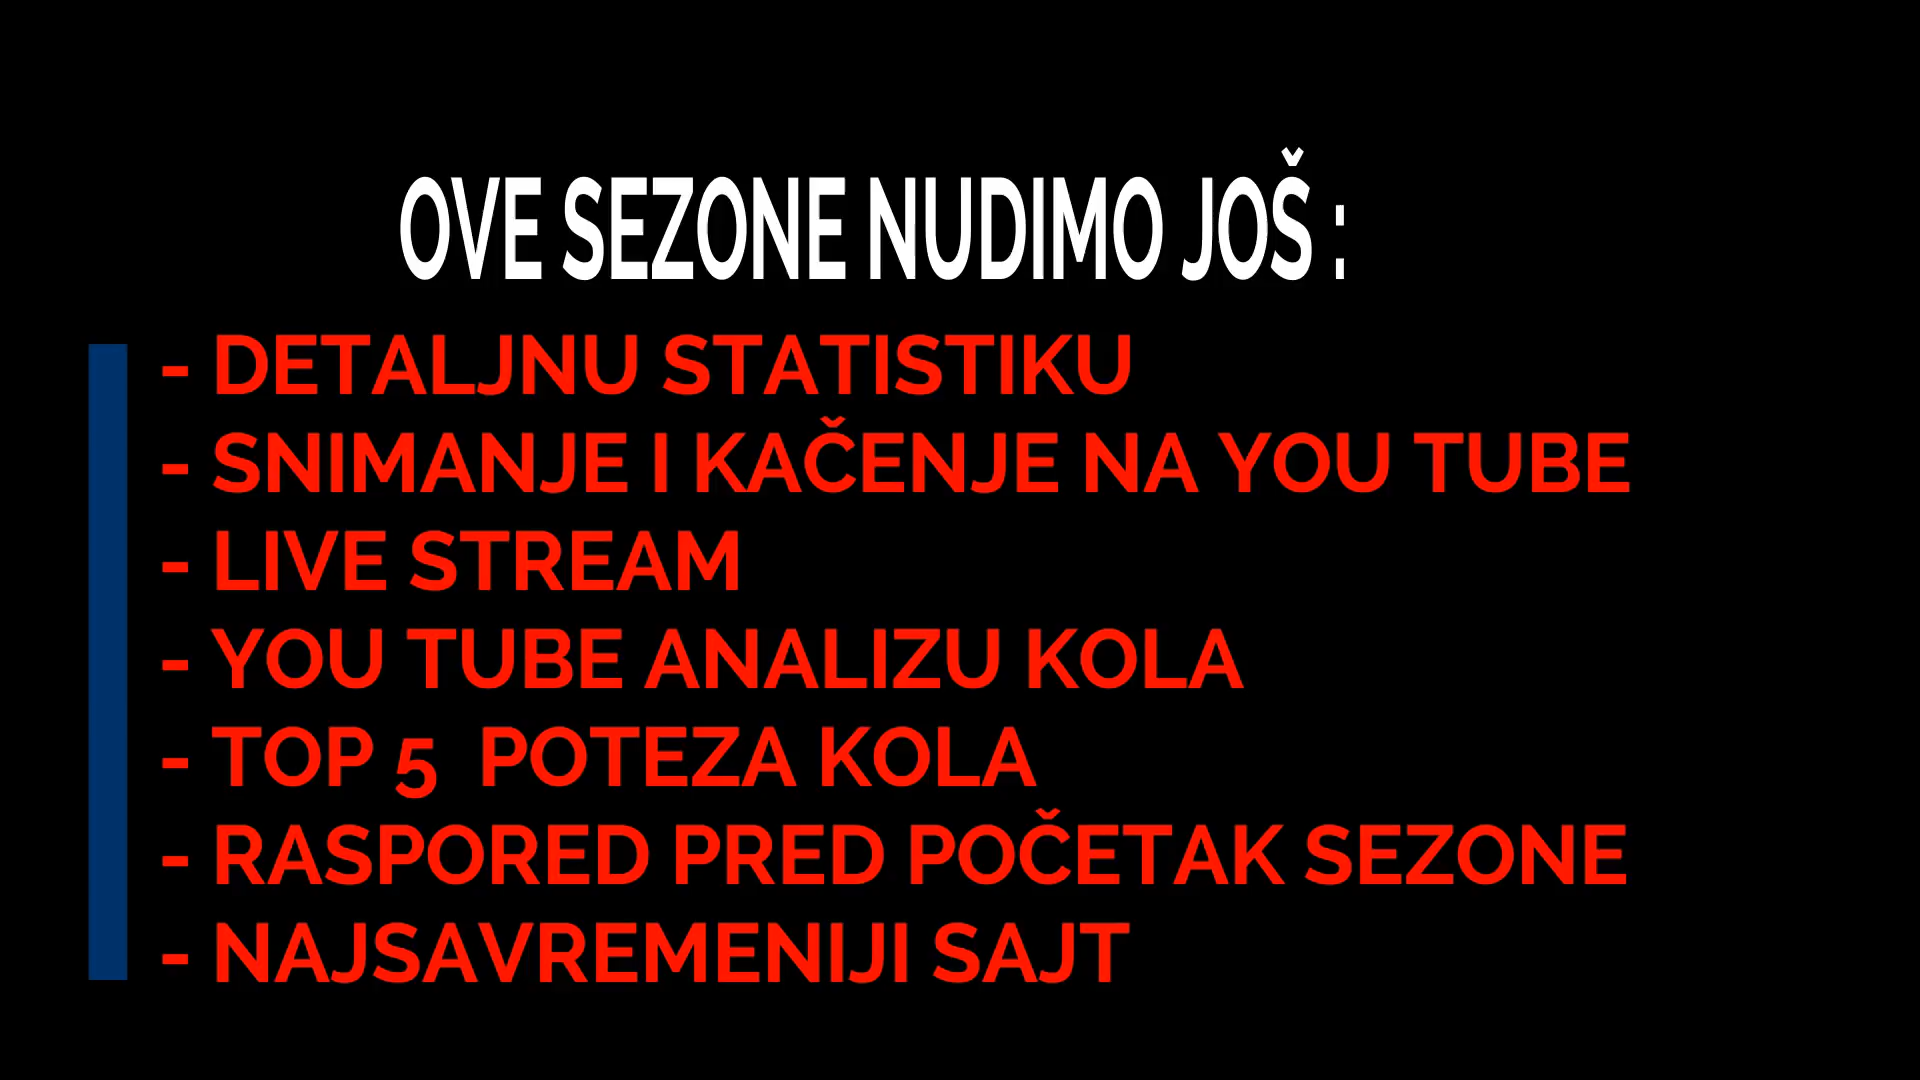 OVE SEZONE NUDIMO JOŠ :
- DETALJNU STATISTIKU
- SNIMANJE I KAČENJE NA YOU TUBE
- LIVE STREAM
- YOU TUBE ANALIZU KOLA
- TOP 5  POTEZA KOLA
- RASPORED PRED POČETAK SEZONE
- NAJSAVREMENIJI SAJT